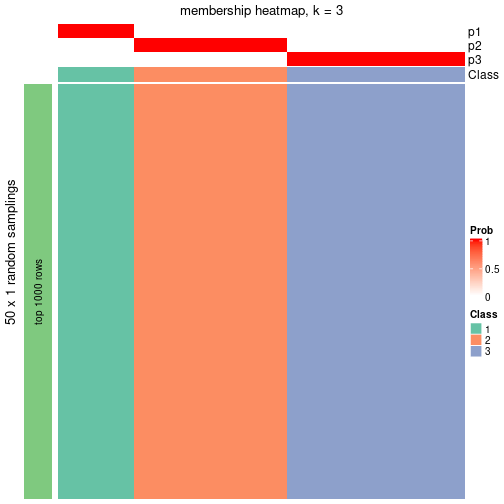 membership heatmap, k = 3
p1
p2
p3
Class
50 x 1 random samplings
top 1000 rows
Prob
1
0.5
0
Class
1
2
3